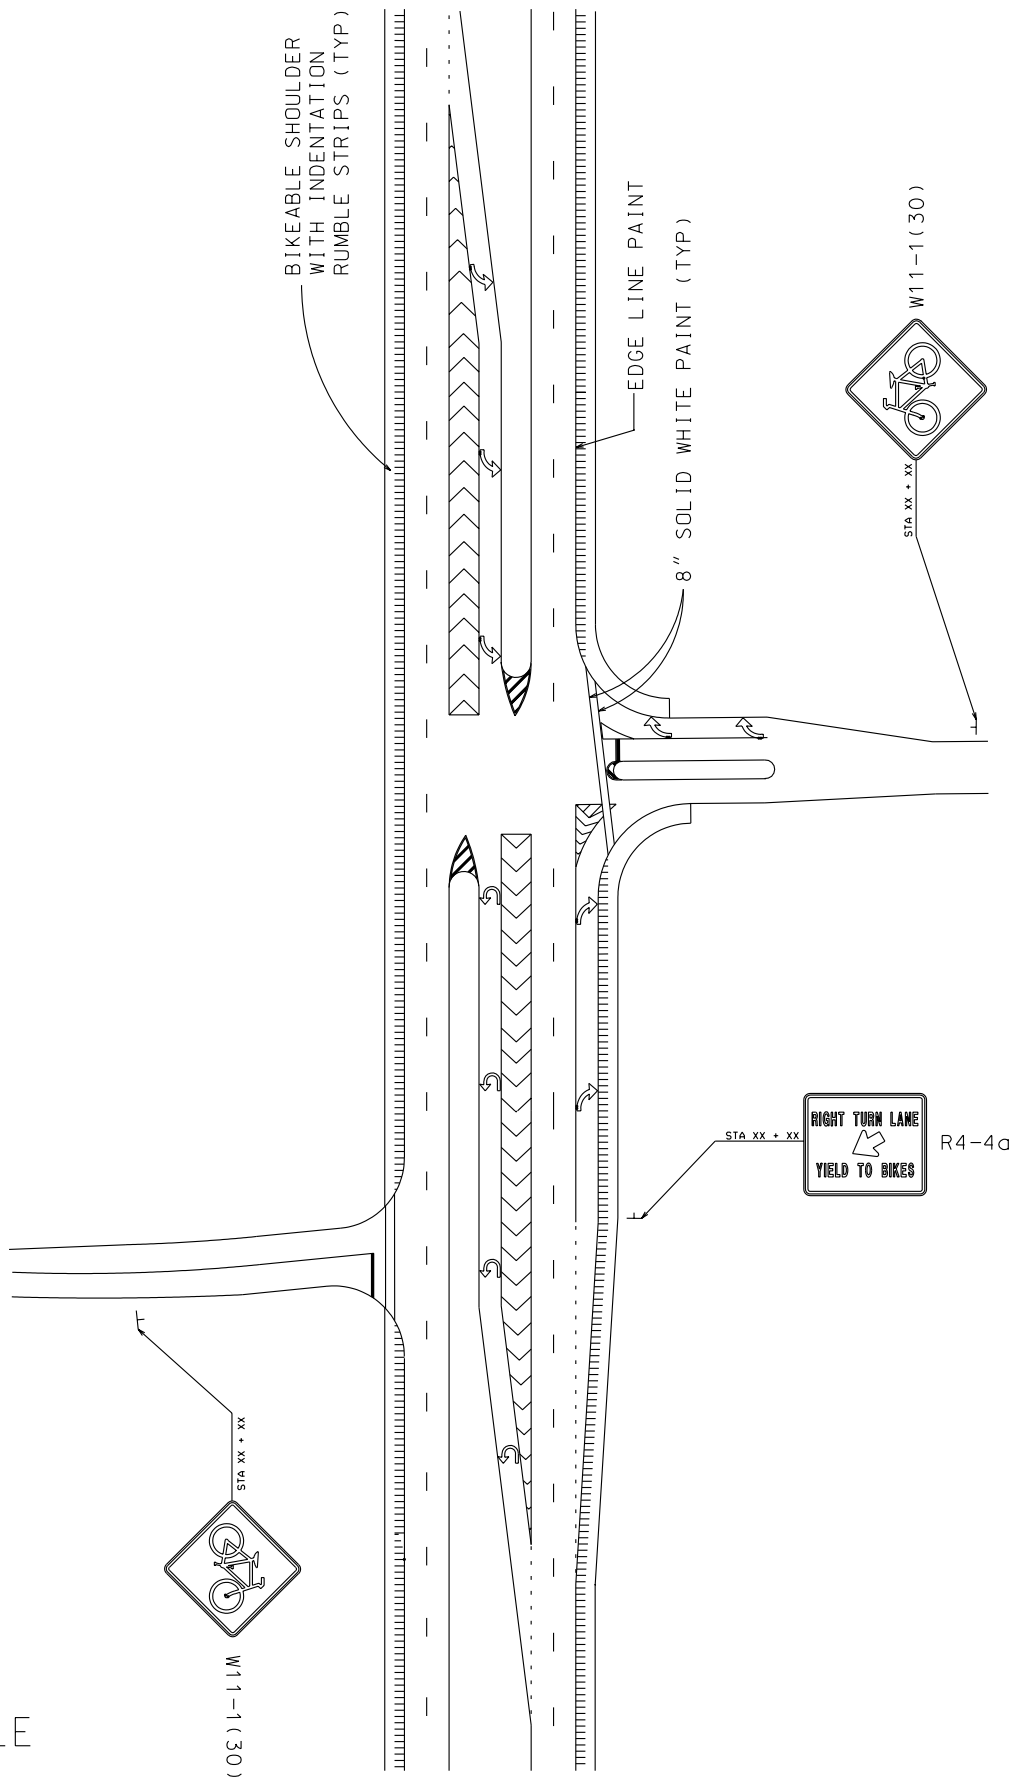 BIKEABLE SHOULDER
WITH INDENTATION
RUMBLE STRIPS (TYP)
EDGE LINE PAINT
8" SOLID WHITE PAINT (TYP)
W11-1(30)
STA XX + XX
STA XX + XX
RIGHT TURN LANE
YIELD TO BIKES
R4-4a
STA XX + XX
W11-1(30)
LE